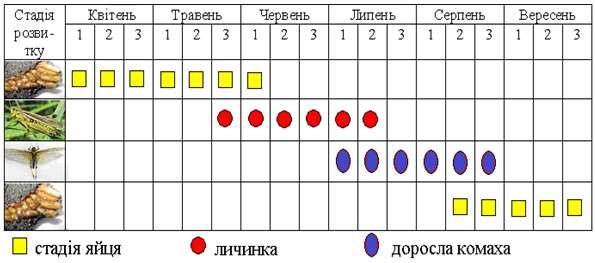 Стадія розви- тку Квітень Травень Червень Липень Серпень Вересень
1 2 3 1 2 3 1 2 3 1 2 3 1 2 3 1 2 3
стадія яйця личинка доросла комаха